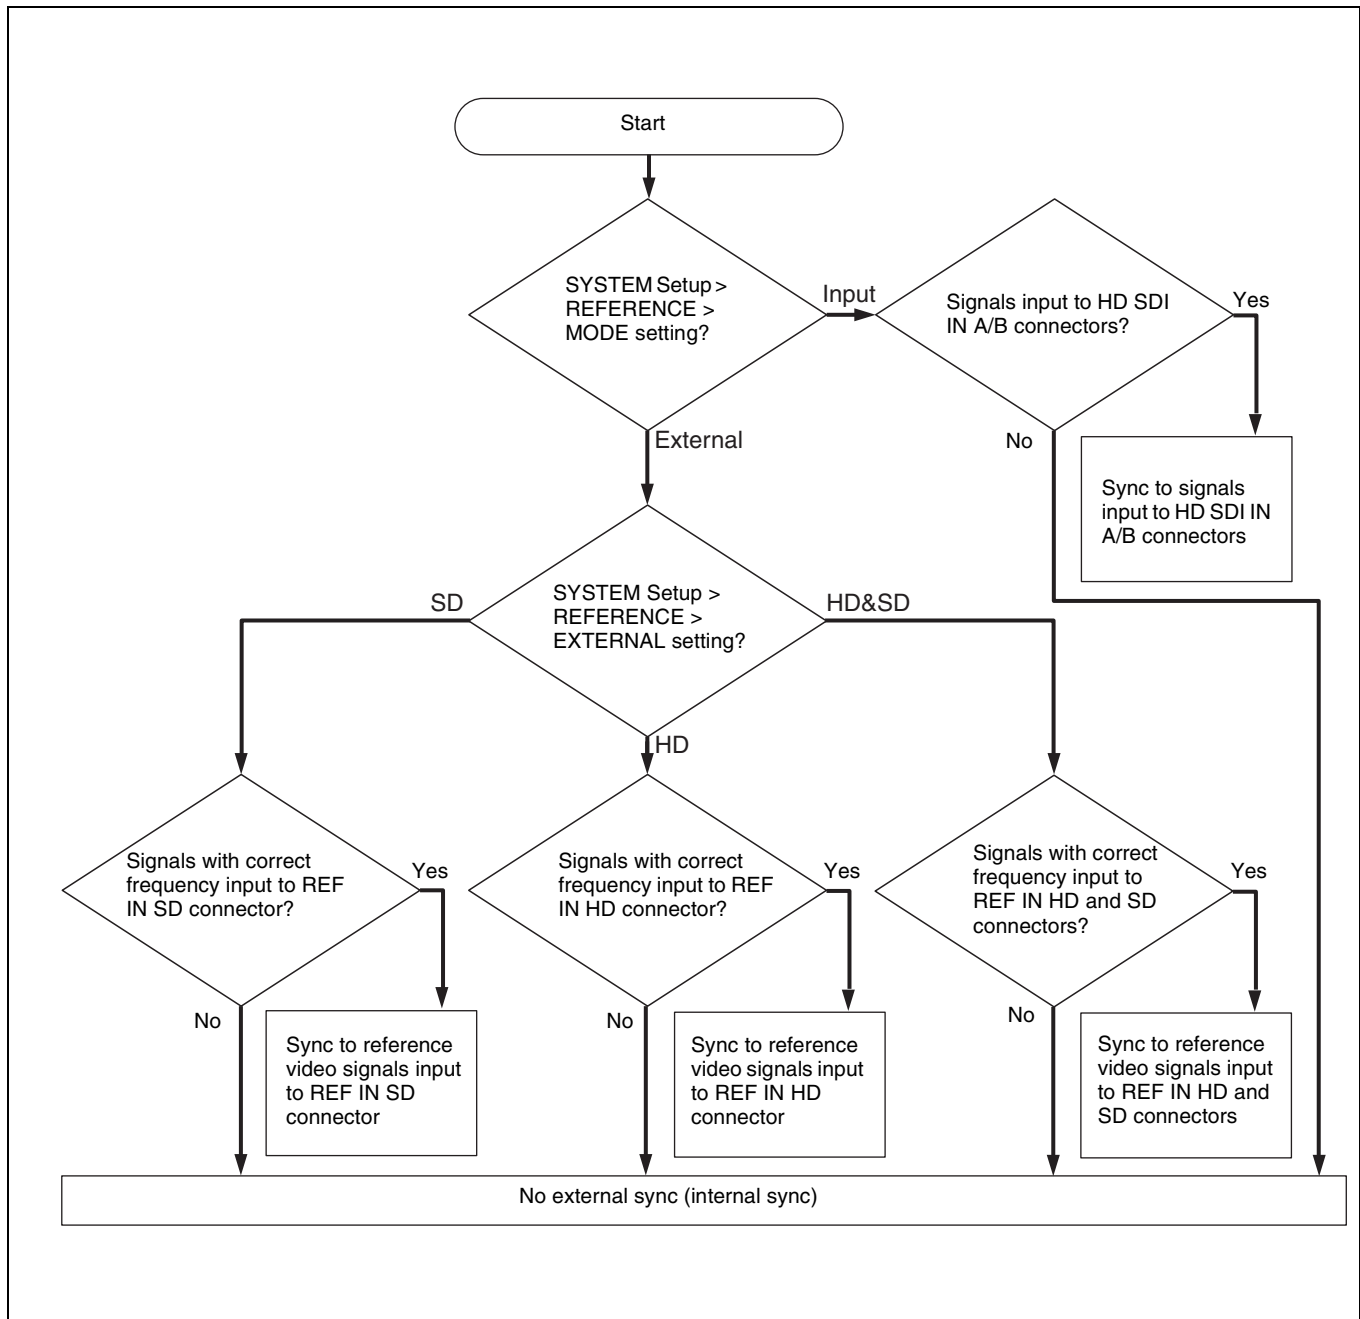 Start
SYSTEM Setup >
REFERENCE >
MODE setting?
Input
Signals input to HD SDI
IN A/B connectors?
Yes
No
External
Sync to signals
input to HD SDI IN
A/B connectors
SD
SYSTEM Setup >
REFERENCE >
EXTERNAL setting?
HD&SD
HD
Signals with correct
frequency input to REF
IN SD connector?
Yes
Signals with correct
frequency input to REF
IN HD connector?
Yes
Signals with correct
frequency input to
REF IN HD and SD
connectors?
Yes
No
Sync to reference
video signals input
to REF IN SD
connector
No
Sync to reference
video signals input
to REF IN HD
connector
No
Sync to reference
video signals input
to REF IN HD and
SD connectors
No external sync (internal sync)